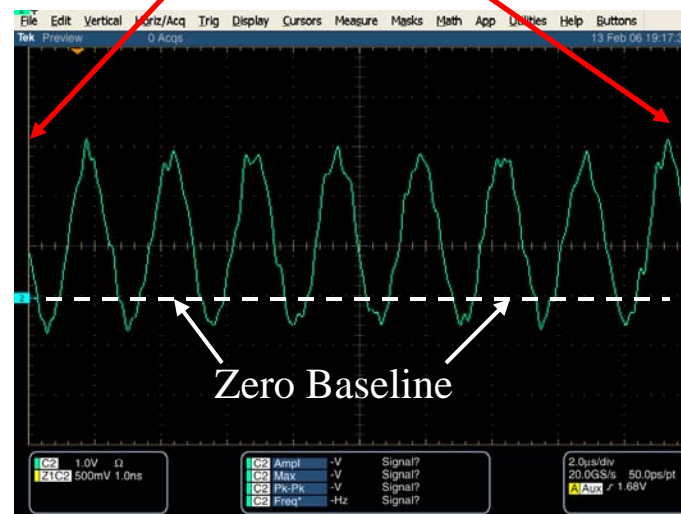 File Edit Vertical Horiz/Acq Trig Display Cursors Measure Masks Math App Utilities Help Buttons
Tek Preview 0 Acqs 13 Feb 06 19:17:3
2
Zero Baseline
C2 1.0V Ω
Z1C2 500mV 1.0ns
C2 Ampl -V Signal?
C2 Max -V Signal?
C2 Pk-Pk -V Signal?
C2 Freq* -Hz Signal?
2.0µs/div
20.0GS/s 50.0ps/pt
A Aux 1.68V